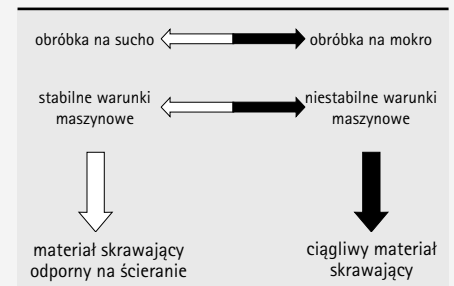 obróbka na sucho obróbka na mokro
stabilne warunki niestabilne warunki
maszynowe maszynowe
materiał skrawający ciągliwy materiał
odporny na ścieranie skrawający